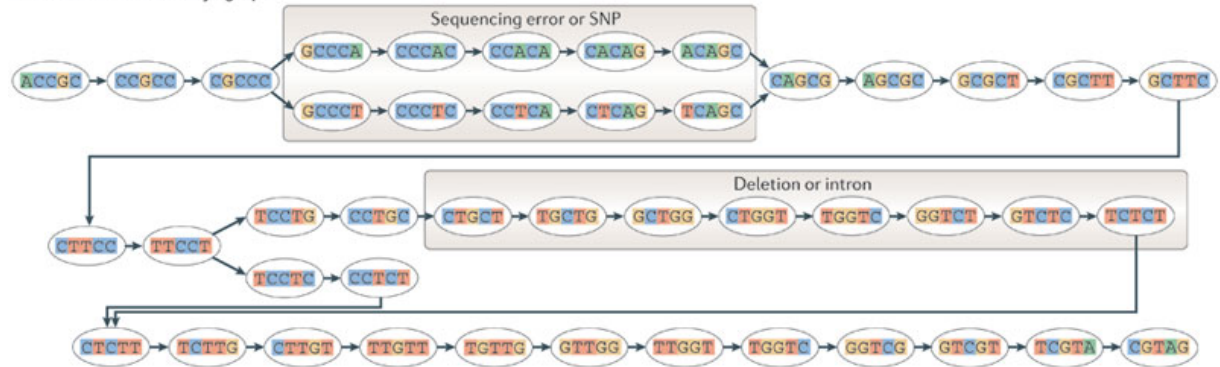 Sequencing error or SNP
GCCCA CCCAC CCACA CACAG ACAGC
ACCGC CCGCC CGCCC CAGCG AGCGC GCGCT CGCTT GCTTC
GCCCT CCCTC CCTCA CTCAG TCAGC
Deletion or intron
TCCTG CCTGC CTGCT TGCTG GCTGG CTGGT TGGTC GGTCT GTCTC TCTCT
CTTCC TTCCT
TCCTC CCTCT
CTCTT TCTTG CTTGT TTGTT TGTTG GTTGG TTGGT TGGTC GGTCG GTCGT TCGTA CGTAG